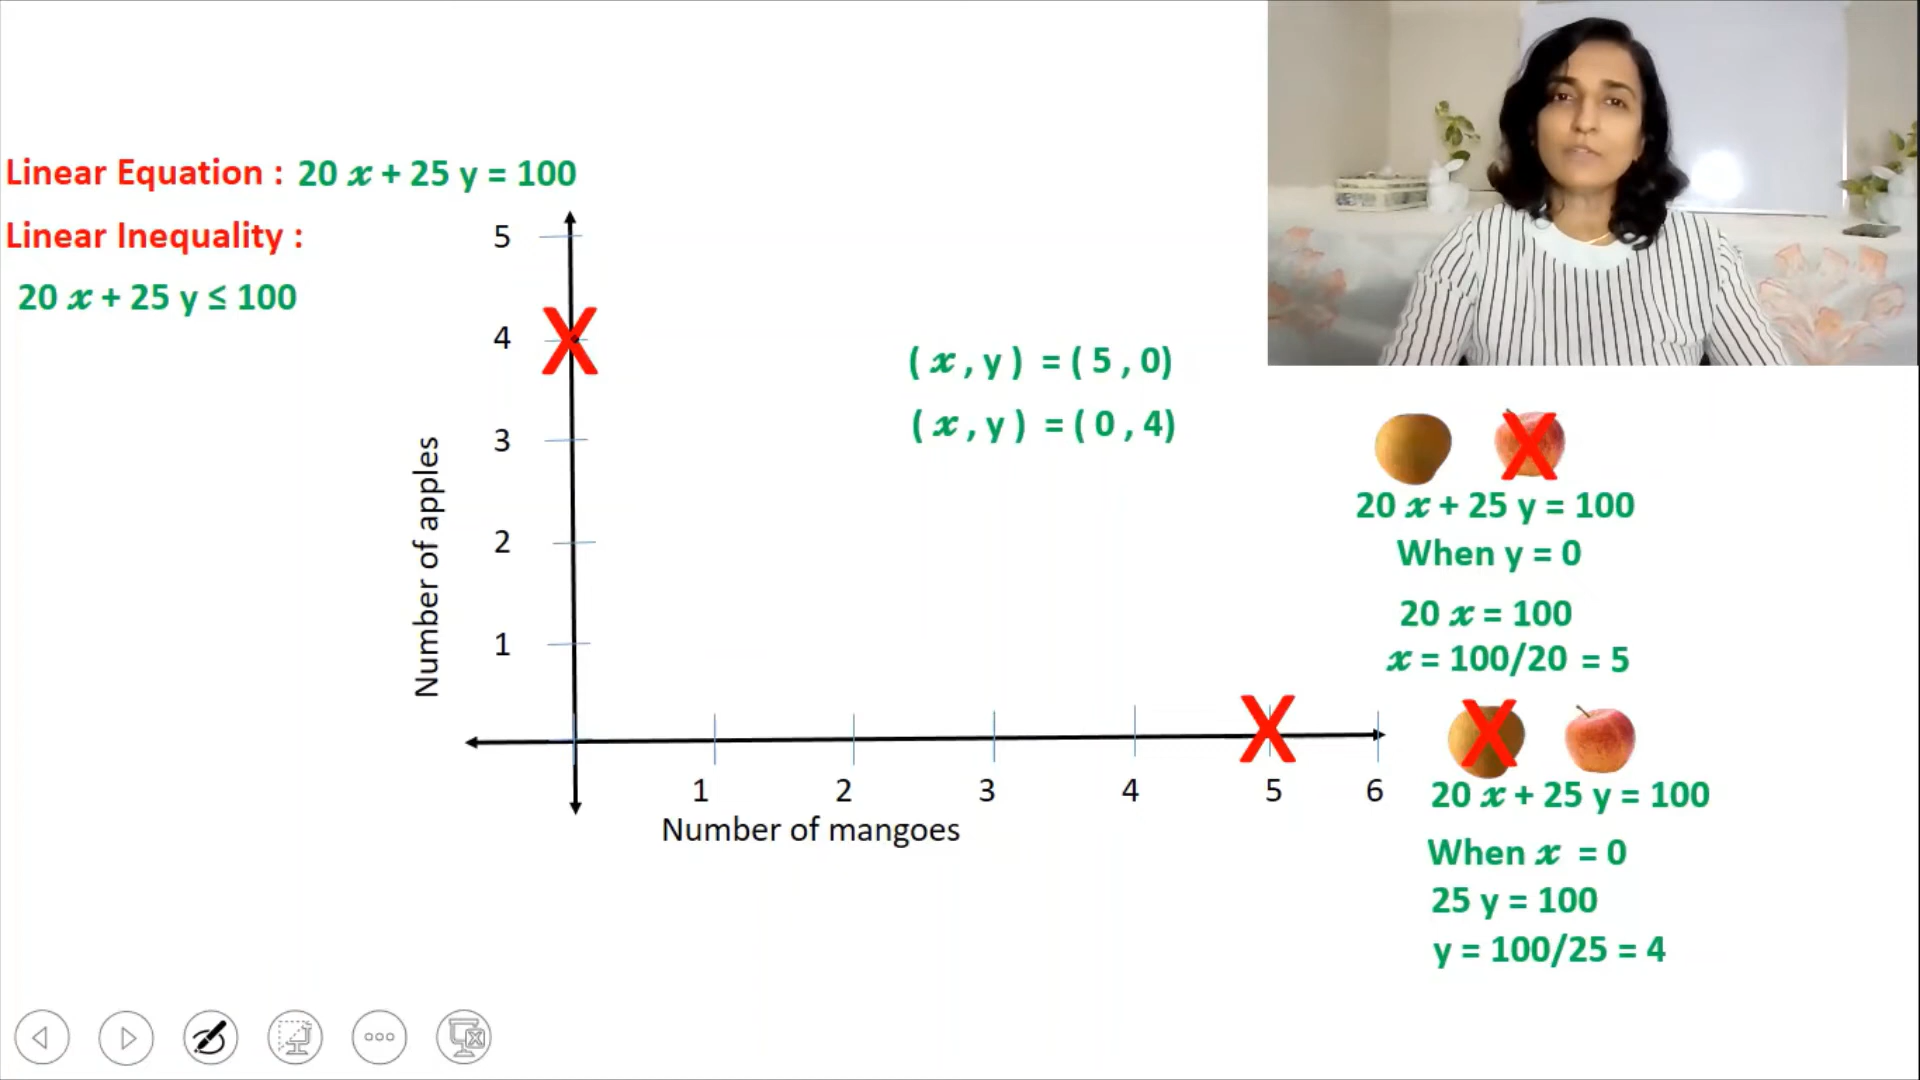 Linear Equation : 20 x + 25 y = 100
Linear Inequality :
20 x + 25 y ≤ 100
5
4
3
2
1
Number of apples
X
X
1 2 3 4 5 6
Number of mangoes
( x , y ) = ( 5 , 0)
( x , y ) = ( 0 , 4)
X
20 x + 25 y = 100
When y = 0
20 x = 100
x = 100/20 = 5
X
20 x + 25 y = 100
When x = 0
25 y = 100
y = 100/25 = 4